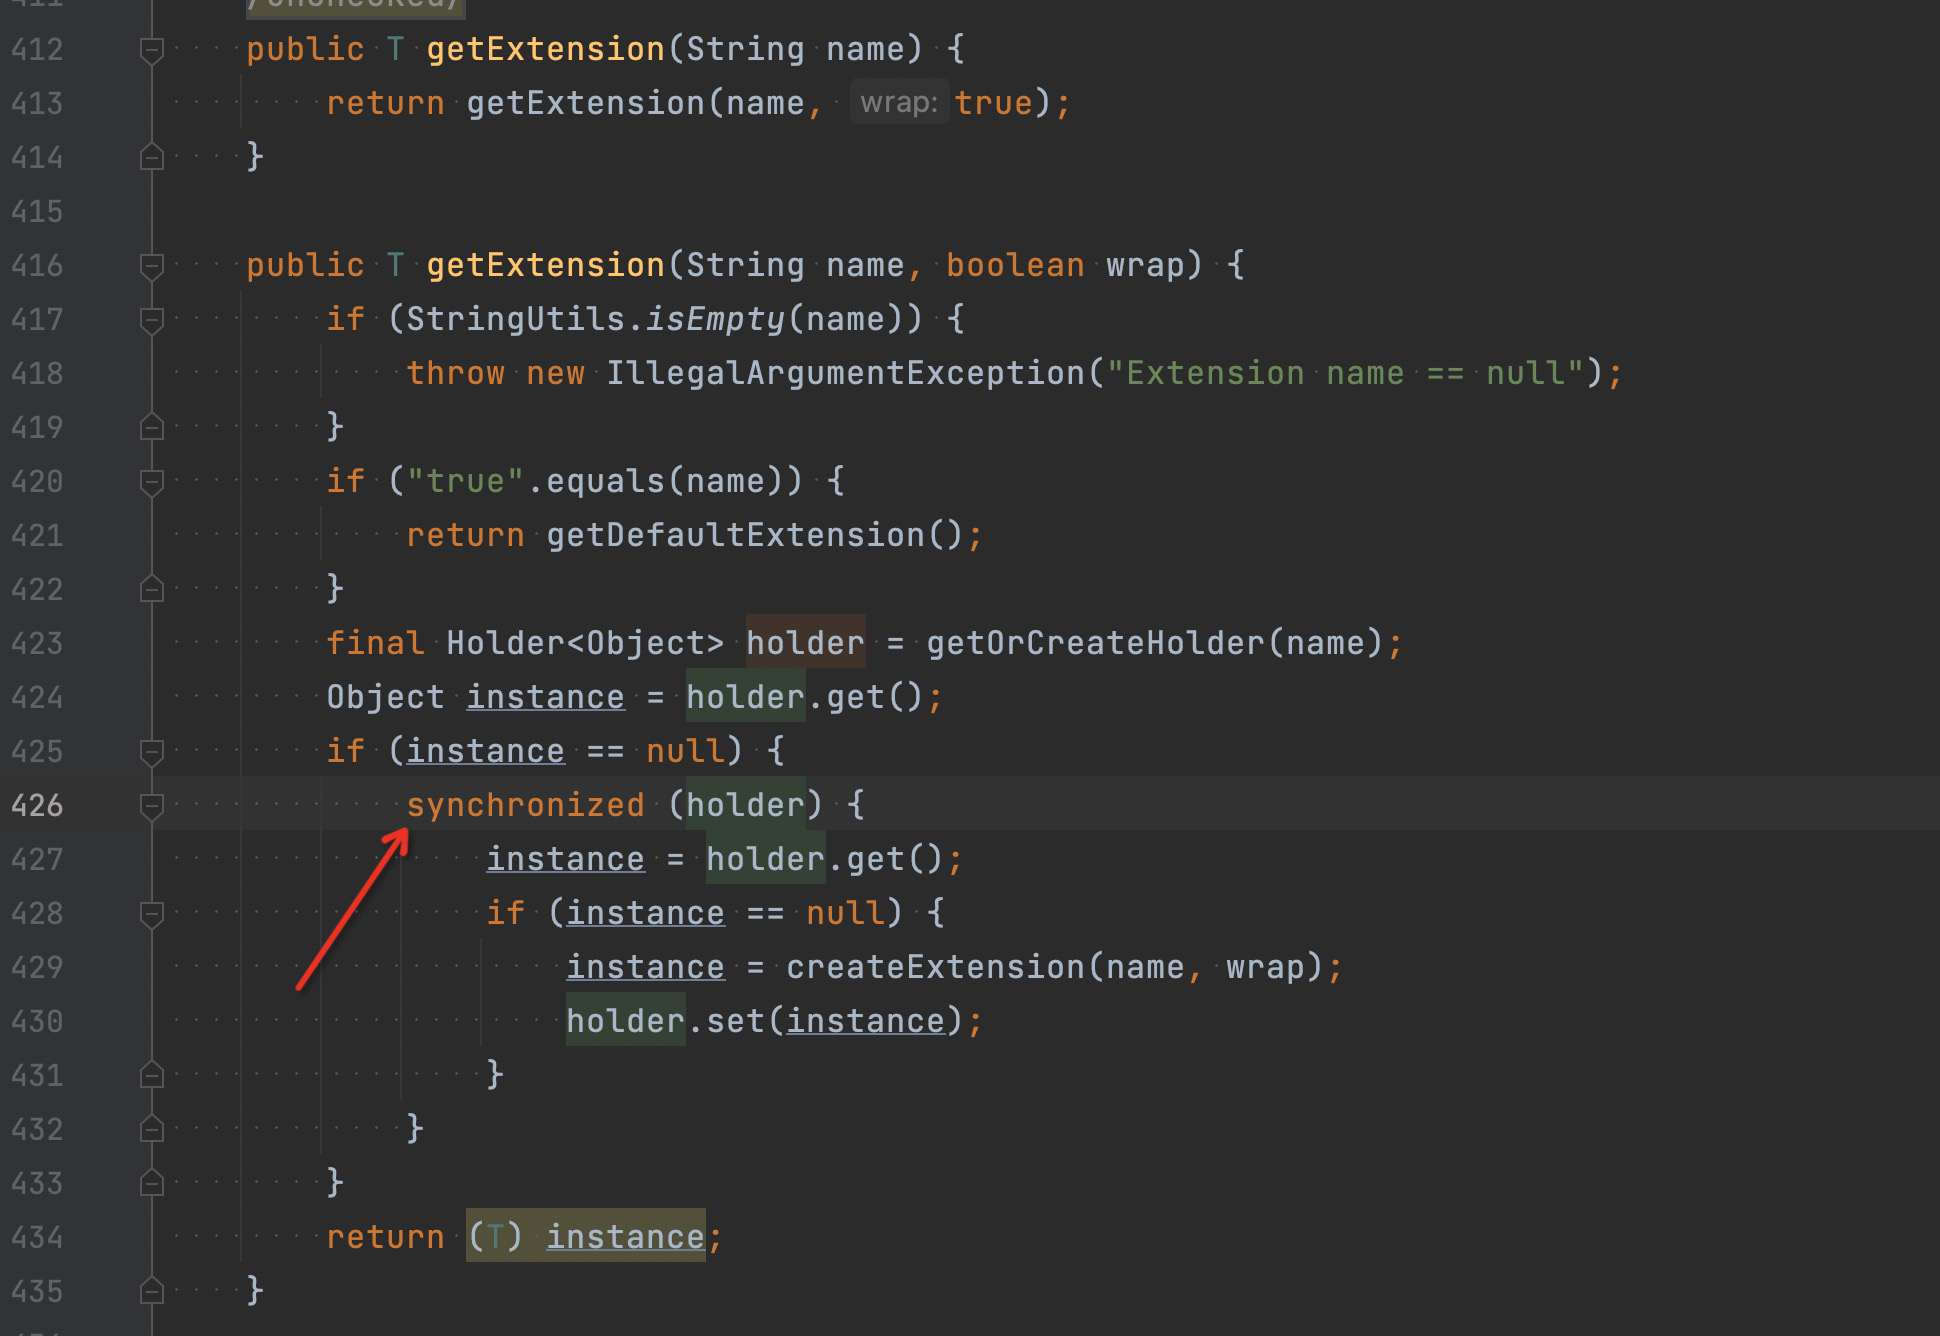 412 public T getExtension(String name) {
413 return getExtension(name, wrap: true);
414 }
415
416 public T getExtension(String name, boolean wrap) {
417 if (StringUtils.isEmpty(name)) {
418 throw new IllegalArgumentException("Extension name == null");
419 }
420 if ("true".equals(name)) {
421 return getDefaultExtension();
422 }
423 final Holder<Object> holder = getOrCreateHolder(name);
424 Object instance = holder.get();
425 if (instance == null) {
426 synchronized (holder) {
427 instance = holder.get();
428 if (instance == null) {
429 instance = createExtension(name, wrap);
430 holder.set(instance);
431 }
432 }
433 }
434 return (T) instance;
435 }